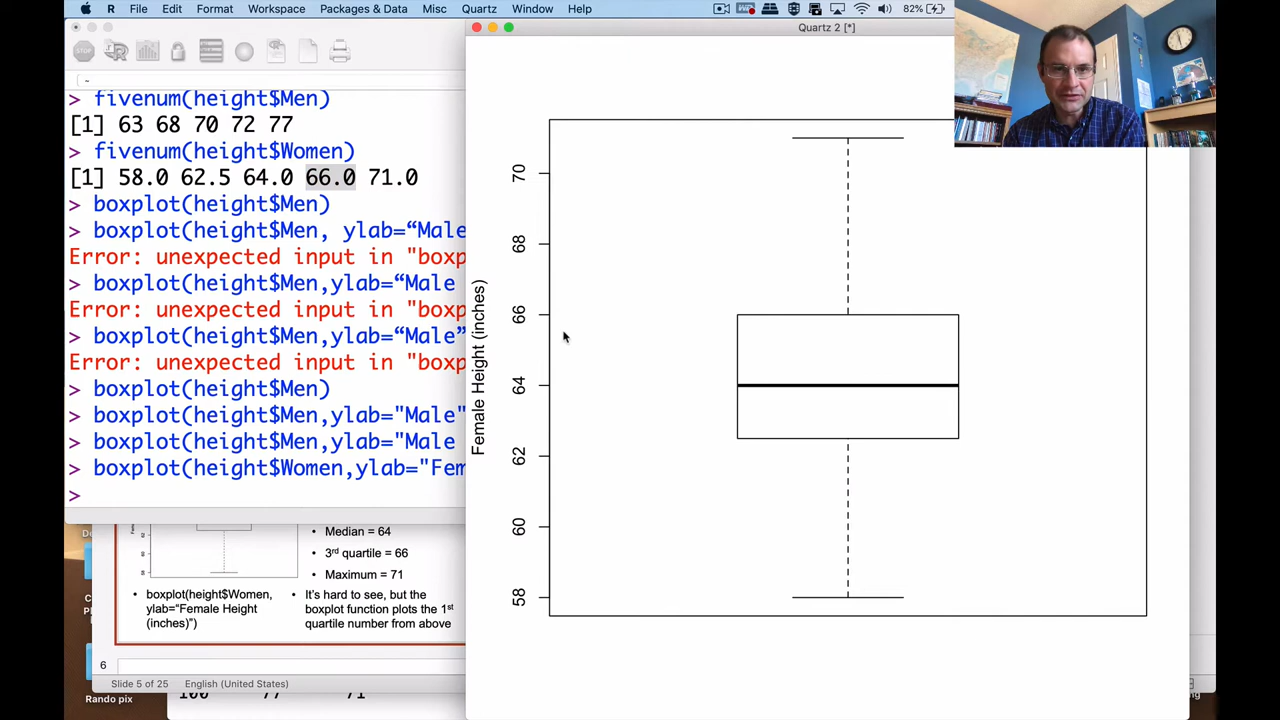 R File Edit Format Workspace Packages & Data Misc Quartz Window Help 82%
Quartz 2 [*]
> fivenum(height$Men)
[1] 63 68 70 72 77
> fivenum(height$Women)
[1] 58.0 62.5 64.0 66.0 71.0
> boxplot(height$Men)
> boxplot(height$Men, ylab=“Male
Error: unexpected input in "boxp
> boxplot(height$Men,ylab=“Male
Error: unexpected input in "boxp
> boxplot(height$Men,ylab=“Male”
Error: unexpected input in "boxp
> boxplot(height$Men)
> boxplot(height$Men,ylab="Male"
> boxplot(height$Men,ylab="Male
> boxplot(height$Women,ylab="Fem
>
Female Height (inches)
70
68
66
64
62
60
58
• Median = 64
• 3rd quartile = 66
• Maximum = 71
• boxplot(height$Women,
ylab="Female Height
(inches)")
• It's hard to see, but the
boxplot function plots the 1st
quartile number from above
6
Slide 5 of 25 English (United States)
Rando pix
100 77 71